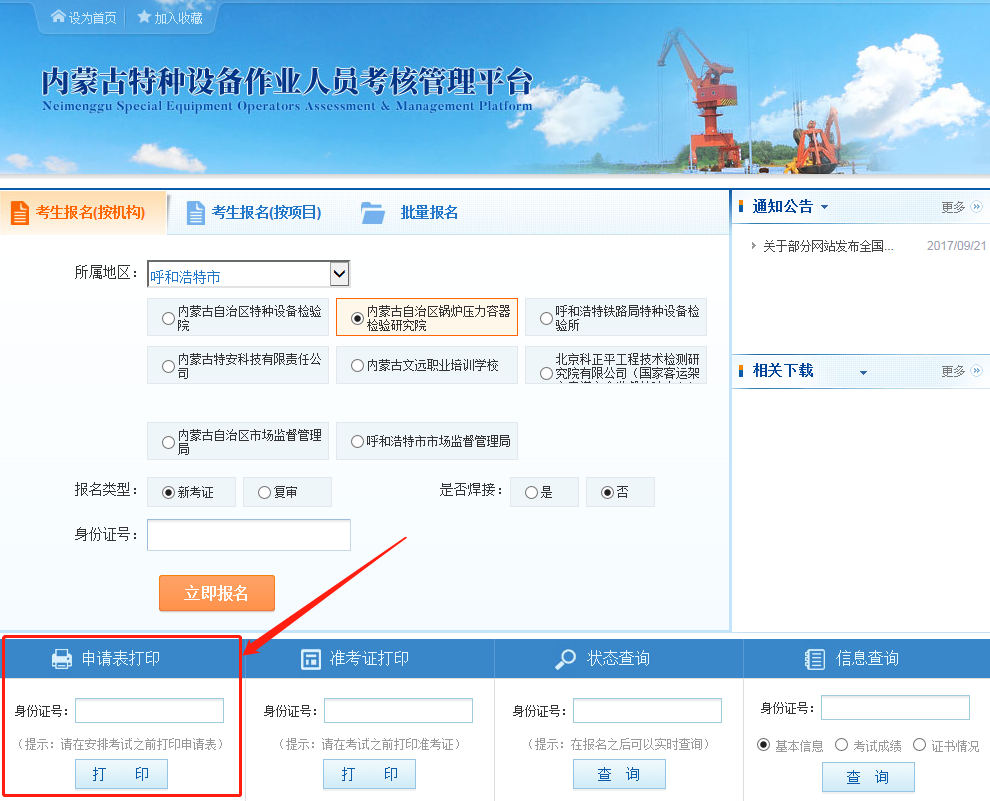 设为首页 加入收藏
内蒙古特种设备作业人员考核管理平台
Neimenggu Special Equipment Operators Assessment & Management Platform
考生报名(按机构) 考生报名(按项目) 批量报名
所属地区： 呼和浩特市
内蒙古自治区特种设备检验
院
内蒙古自治区锅炉压力容器
检验研究院
呼和浩特铁路局特种设备检
验所
内蒙古特安科技有限责任公
司
内蒙古文远职业培训学校
北京科正平工程技术检测研
究院有限公司（国家客运架
内蒙古自治区市场监督管理
局
呼和浩特市市场监督管理局
报名类型： 新考证 复审 是否焊接： 是 否
身份证号：
立即报名
通知公告 更多
关于部分网站发布全国... 2017/09/21
相关下载 更多
申请表打印
身份证号：
（提示：请在安排考试之前打印申请表）
打 印
准考证打印
身份证号：
（提示：请在考试之前打印准考证）
打 印
状态查询
身份证号：
（提示：在报名之后可以实时查询）
查 询
信息查询
身份证号：
基本信息 考试成绩 证书情况
查 询